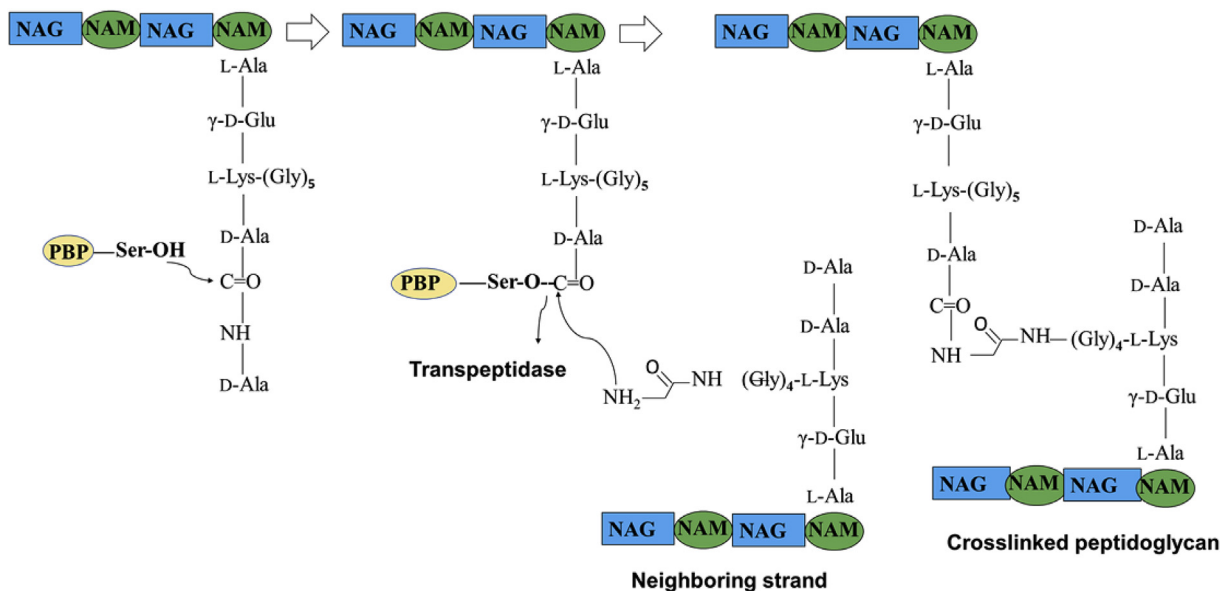 NAG NAM NAG NAM
L-Ala
γ-D-Glu
L-Lys-(Gly)5
D-Ala
PBP Ser-OH
C=O
NH
D-Ala
NAG NAM NAG NAM
L-Ala
γ-D-Glu
L-Lys-(Gly)5
D-Ala
PBP Ser-O--C=O
Transpeptidase
NH2 O NH (Gly)4-L-Lys
D-Ala
D-Ala
γ-D-Glu
L-Ala
NAG NAM NAG NAM
Neighboring strand
NAG NAM NAG NAM
L-Ala
γ-D-Glu
L-Lys-(Gly)5
D-Ala
C=O
NH O NH-(Gly)4-L-Lys
D-Ala
D-Ala
γ-D-Glu
L-Ala
NAG NAM NAG NAM
Crosslinked peptidoglycan